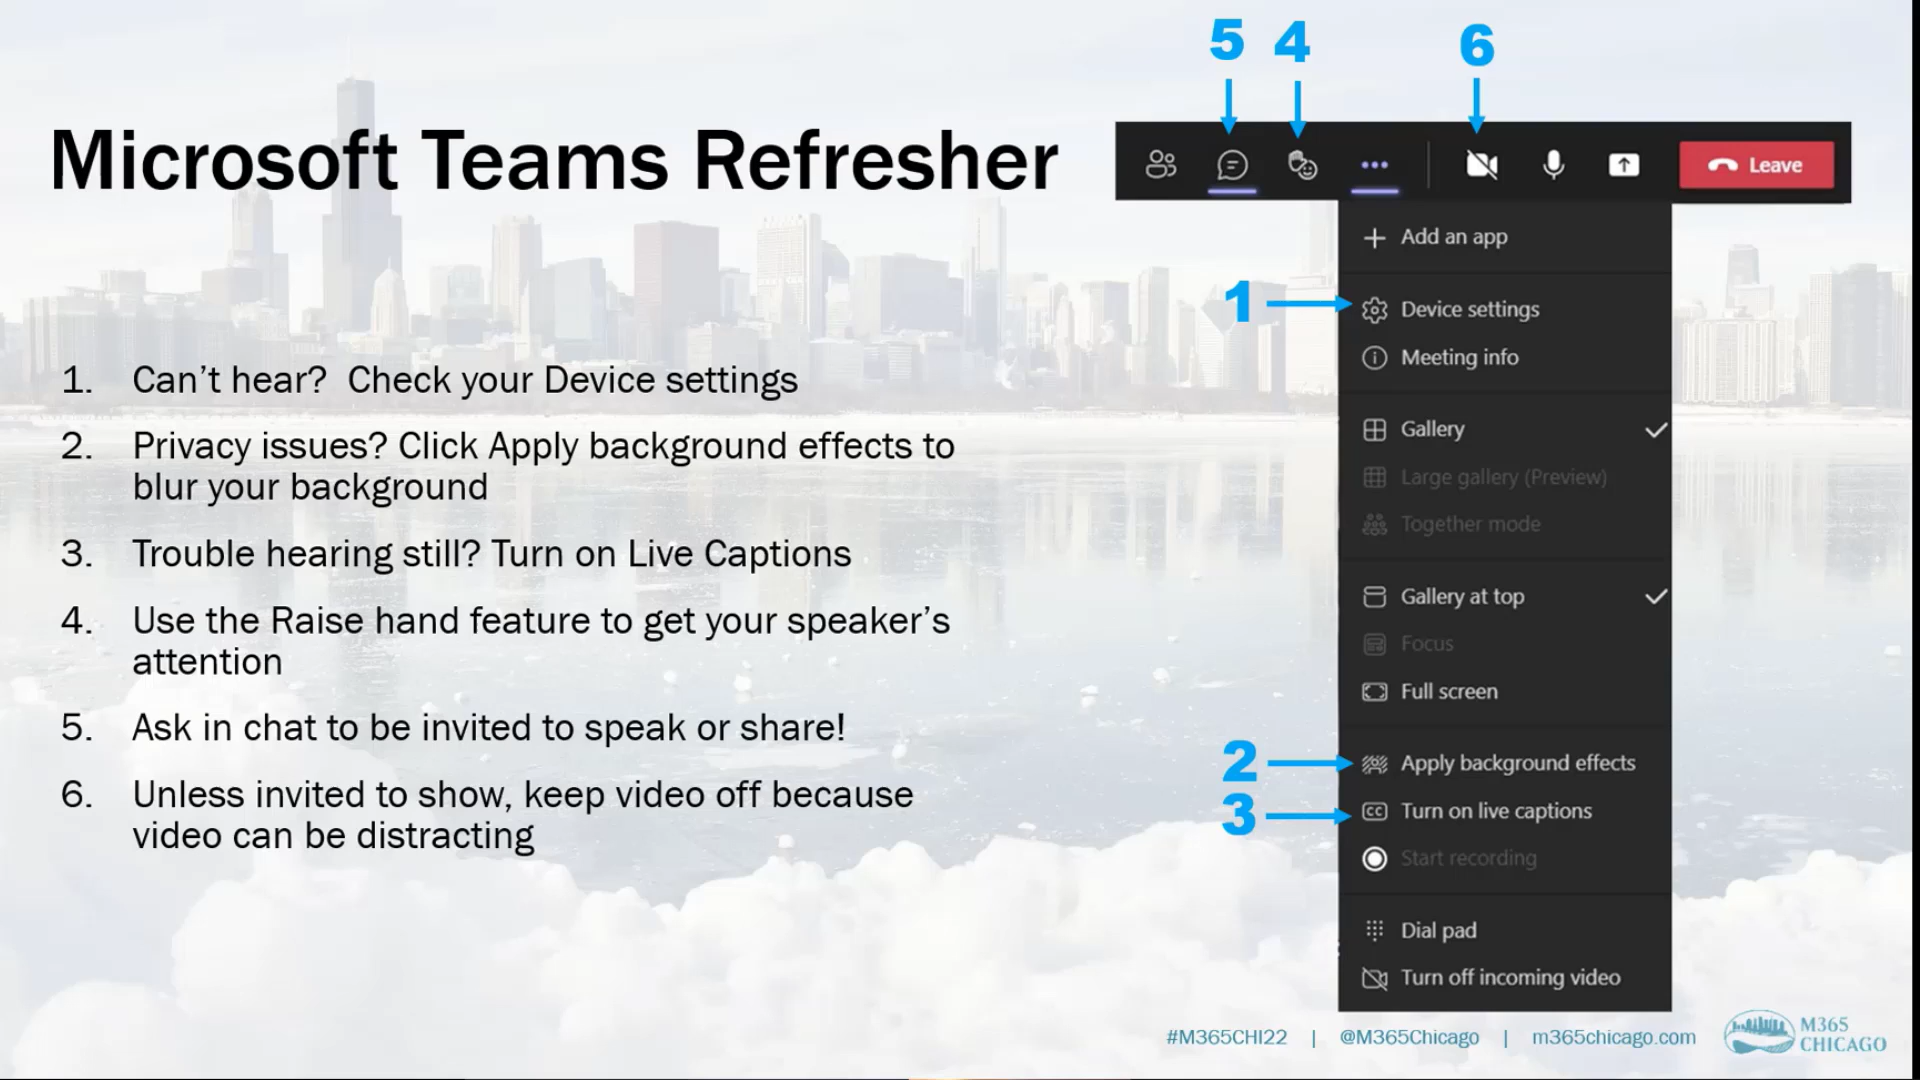 5 4 6
Microsoft Teams Refresher
Leave
Add an app
1 Device settings
Meeting info
Gallery
Large gallery (Preview)
Together mode
Gallery at top
Focus
Full screen
2 Apply background effects
3 CC Turn on live captions
Start recording
Dial pad
Turn off incoming video
1. Can’t hear?  Check your Device settings
2. Privacy issues? Click Apply background effects to
blur your background
3. Trouble hearing still? Turn on Live Captions
4. Use the Raise hand feature to get your speaker’s
attention
5. Ask in chat to be invited to speak or share!
6. Unless invited to show, keep video off because
video can be distracting
#M365CHI22 | @M365Chicago | m365chicago.com
M365
CHICAGO